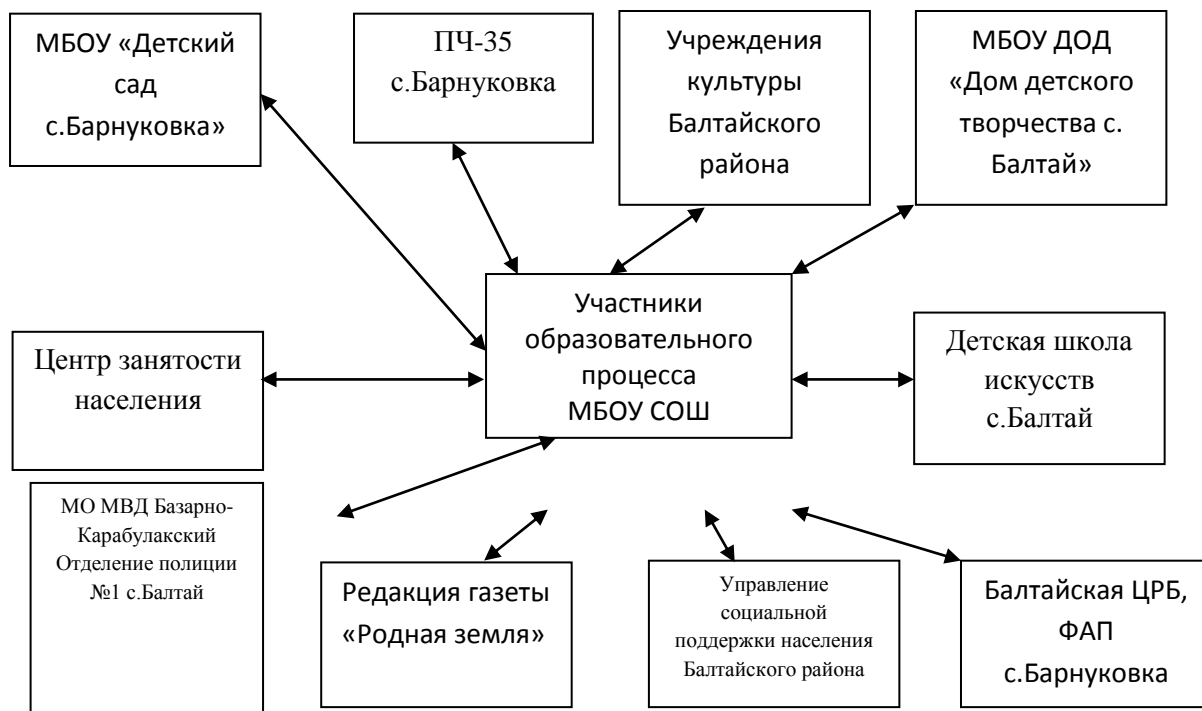 МБОУ «Детский
сад
с.Барнуковка»
ПЧ-35
с.Барнуковка
Учреждения
культуры
Балтайского
района
МБОУ ДОД
«Дом детского
творчества с.
Балтай»
Участники
образовательного
процесса
МБОУ СОШ
Центр занятости
населения
Детская школа
искусств
с.Балтай
МО МВД Базарно-
Карабулакский
Отделение полиции
№1 с.Балтай
Редакция газеты
«Родная земля»
Управление
социальной
поддержки населения
Балтайского района
Балтайская ЦРБ,
ФАП
с.Барнуковка